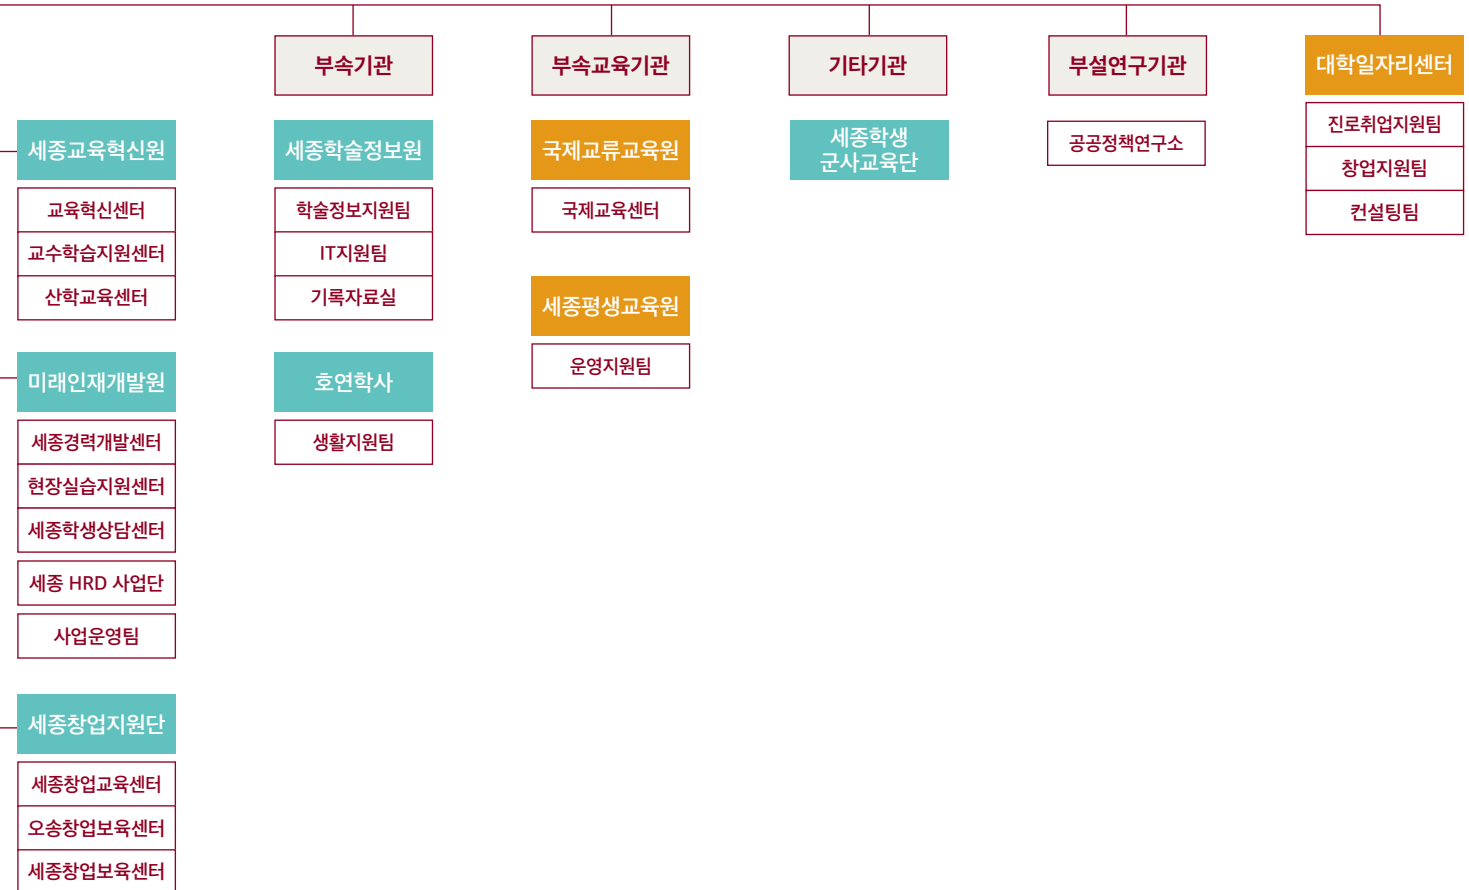 부속기관
부속교육기관
기타기관
부설연구기관
대학일자리센터
진로취업지원팀
창업지원팀
컨설팅팀
세종교육혁신원
교육혁신센터
교수학습지원센터
산학교육센터
미래인재개발원
세종경력개발센터
현장실습지원센터
세종학생상담센터
세종 HRD 사업단
사업운영팀
세종창업지원단
세종창업교육센터
오송창업보육센터
세종창업보육센터
세종학술정보원
학술정보지원팀
IT지원팀
기록자료실
호연학사
생활지원팀
국제교류교육원
국제교육센터
세종평생교육원
운영지원팀
세종학생
군사교육단
공공정책연구소